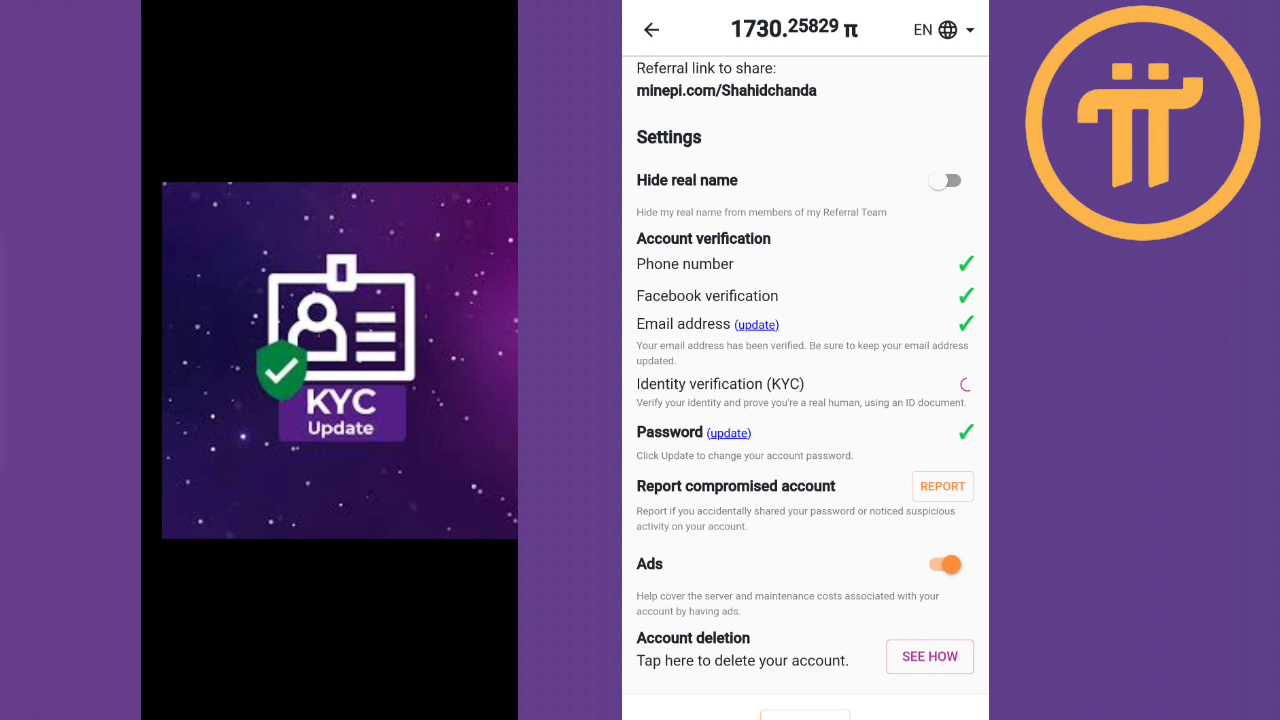 KYC
Update
1730.25829 π
EN
Referral link to share:
minepi.com/Shahidchanda
Settings
Hide real name
Hide my real name from members of my Referral Team
Account verification
Phone number
Facebook verification
Email address (update)
Your email address has been verified. Be sure to keep your email address
updated.
Identity verification (KYC)
Verify your identity and prove you're a real human, using an ID document.
Password (update)
Click Update to change your account password.
Report compromised account
REPORT
Report if you accidentally shared your password or noticed suspicious
activity on your account.
Ads
Help cover the server and maintenance costs associated with your
account by having ads.
Account deletion
Tap here to delete your account.
SEE HOW